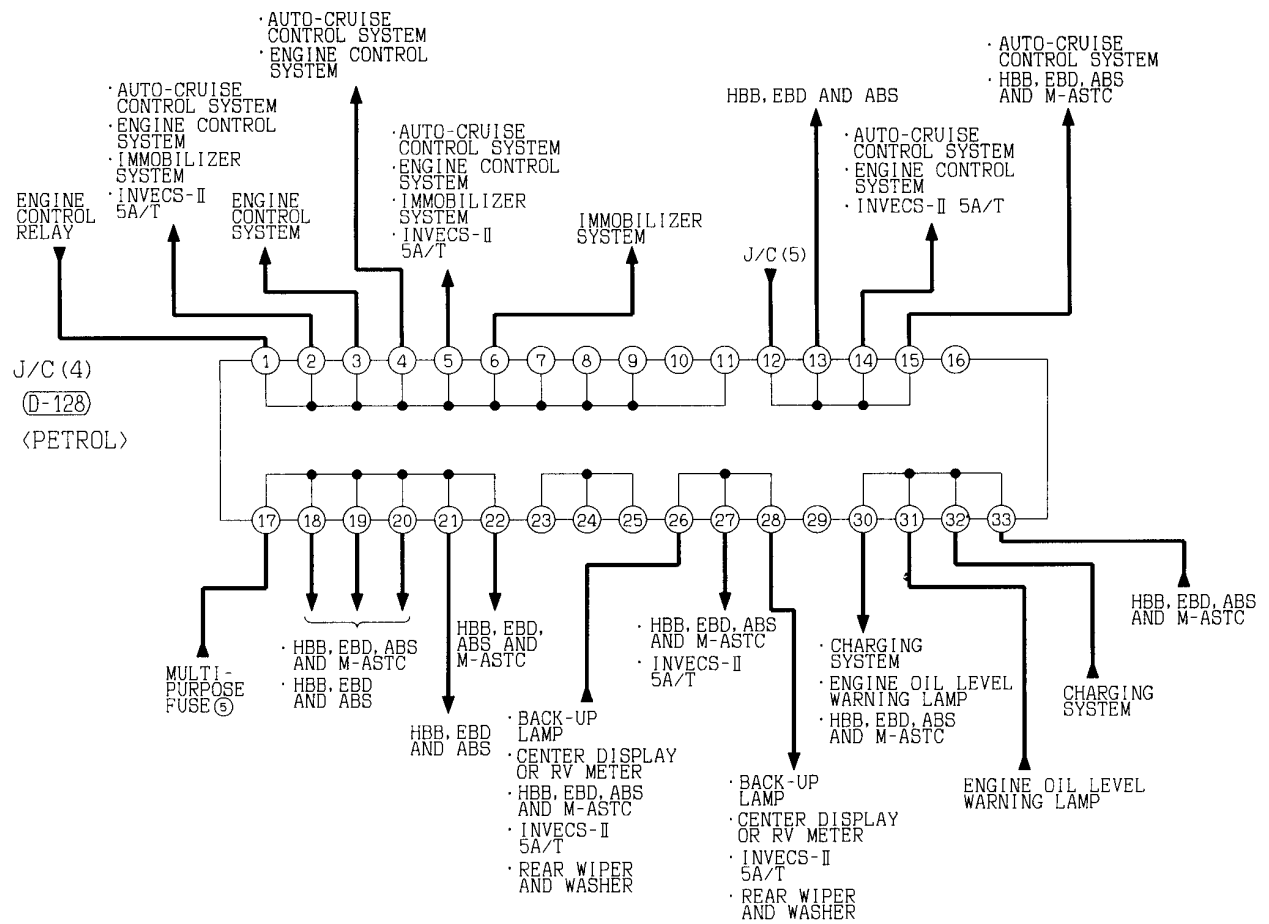 · AUTO-CRUISE
CONTROL SYSTEM
· ENGINE CONTROL
SYSTEM
· AUTO-CRUISE
CONTROL SYSTEM
· HBB, EBD, ABS
AND M-ASTC
· AUTO-CRUISE
CONTROL SYSTEM
· ENGINE CONTROL
SYSTEM
· IMMOBILIZER
SYSTEM
· INVECS-Ⅱ
5A/T
HBB, EBD AND ABS
· AUTO-CRUISE
CONTROL SYSTEM
· ENGINE CONTROL
SYSTEM
· IMMOBILIZER
SYSTEM
· INVECS-Ⅱ
5A/T
· AUTO-CRUISE
CONTROL SYSTEM
· ENGINE CONTROL
SYSTEM
· INVECS-Ⅱ 5A/T
ENGINE
CONTROL
RELAY
ENGINE
CONTROL
SYSTEM
IMMOBILIZER
SYSTEM
J/C (5)
1 2 3 4 5 6 7 8 9 10 11 12 13 14 15 16
J/C (4)
D-128
<PETROL>
17 18 19 20 21 22 23 24 25 26 27 28 29 30 31 32 33
MULTI-
PURPOSE
FUSE ⑤
· HBB, EBD, ABS
AND M-ASTC
· HBB, EBD
AND ABS
HBB, EBD
AND ABS
HBB, EBD,
ABS AND
M-ASTC
· BACK-UP
LAMP
· CENTER DISPLAY
OR RV METER
· HBB, EBD, ABS
AND M-ASTC
· INVECS-Ⅱ
5A/T
· REAR WIPER
AND WASHER
· HBB, EBD, ABS
AND M-ASTC
· INVECS-Ⅱ
5A/T
· BACK-UP
LAMP
· CENTER DISPLAY
OR RV METER
· INVECS-Ⅱ
5A/T
· REAR WIPER
AND WASHER
· CHARGING
SYSTEM
· ENGINE OIL LEVEL
WARNING LAMP
· HBB, EBD, ABS
AND M-ASTC
ENGINE OIL LEVEL
WARNING LAMP
CHARGING
SYSTEM
HBB, EBD, ABS
AND M-ASTC